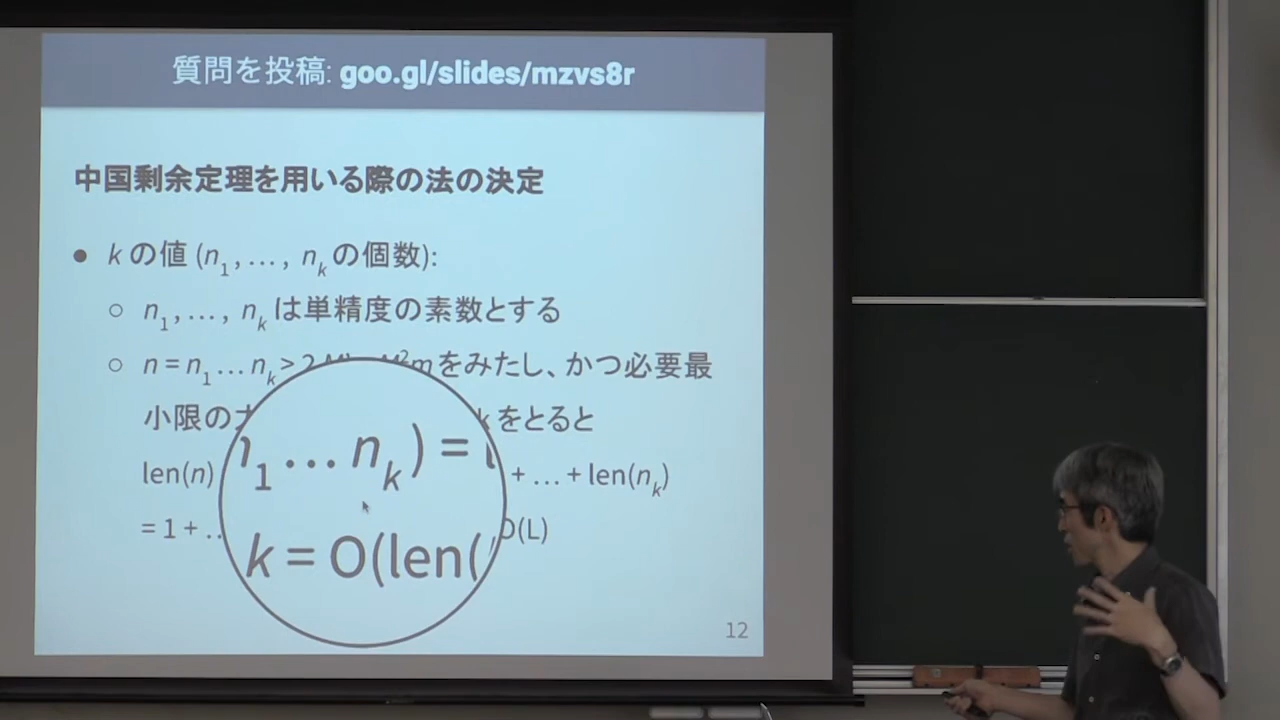 質問を投稿: goo.gl/slides/mzvs8r
中国剰余定理を用いる際の法の決定
● k の値 (n1,…, nk の個数):
○ n1,…, nk は単精度の素数とする
○ n = n1…nk > 2 M²m をみたし、かつ必要最
小限の k をとると
len(n) + … + len(nk)
= 1 + … O(L)
1…nk) =
k = O(len(
12